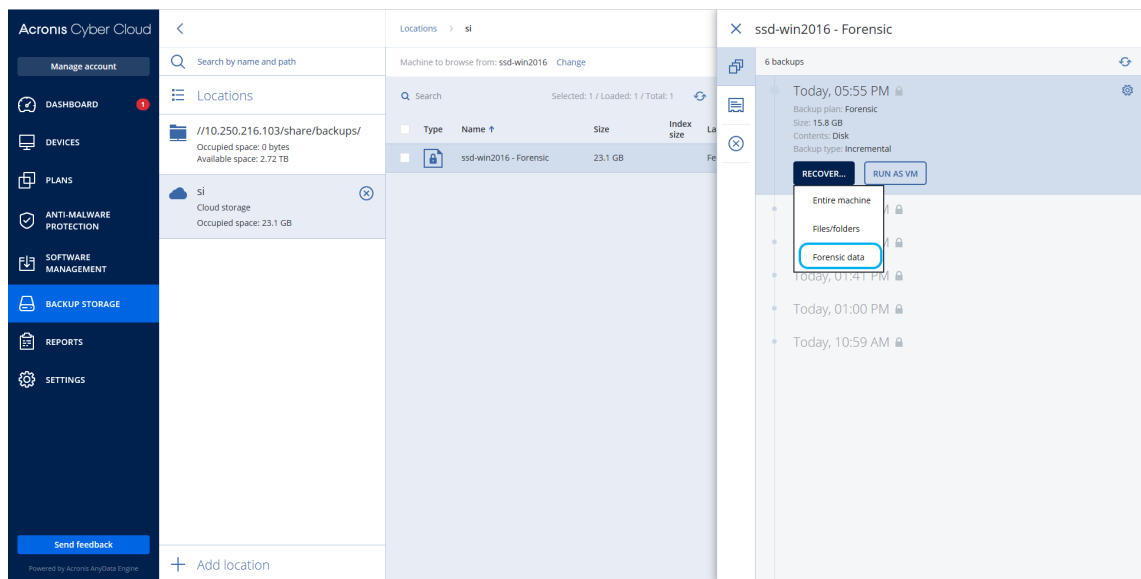 Acronis Cyber Cloud
Manage account
DASHBOARD
1
DEVICES
PLANS
ANTI-MALWARE
PROTECTION
SOFTWARE
MANAGEMENT
BACKUP STORAGE
REPORTS
SETTINGS
Send feedback
Powered by Acronis AnyData Engine
Search by name and path
Locations
//10.250.216.103/share/backups/
Occupied space: 0 bytes
Available space: 2.72 TB
si
Cloud storage
Occupied space: 23.1 GB
Add location
Locations > si
Machine to browse from: ssd-win2016 Change
Search Selected: 1 / Loaded: 1 / Total: 1
Type Name ↑ Size Index size La
ssd-win2016 - Forensic 23.1 GB Fe
ssd-win2016 - Forensic
6 backups
Today, 05:55 PM
Backup plan: Forensic
Size: 15.8 GB
Contents: Disk
Backup type: Incremental
RECOVER... RUN AS VM
Entire machine
Files/folders
Forensic data
Today, 01:41 PM
Today, 01:00 PM
Today, 10:59 AM